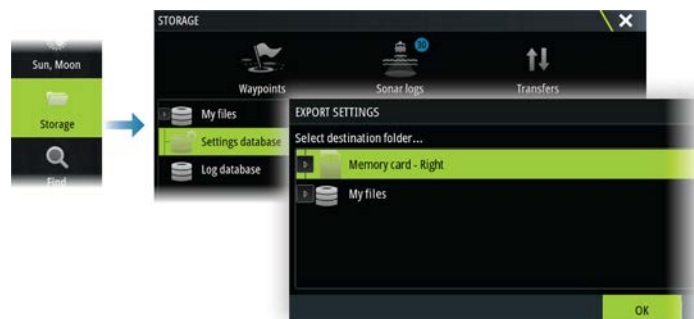 Sun, Moon
Storage
Find
STORAGE
Waypoints
Sonar logs
Transfers
My files
Settings database
Log database
EXPORT SETTINGS
Select destination folder...
Memory card - Right
My files
OK